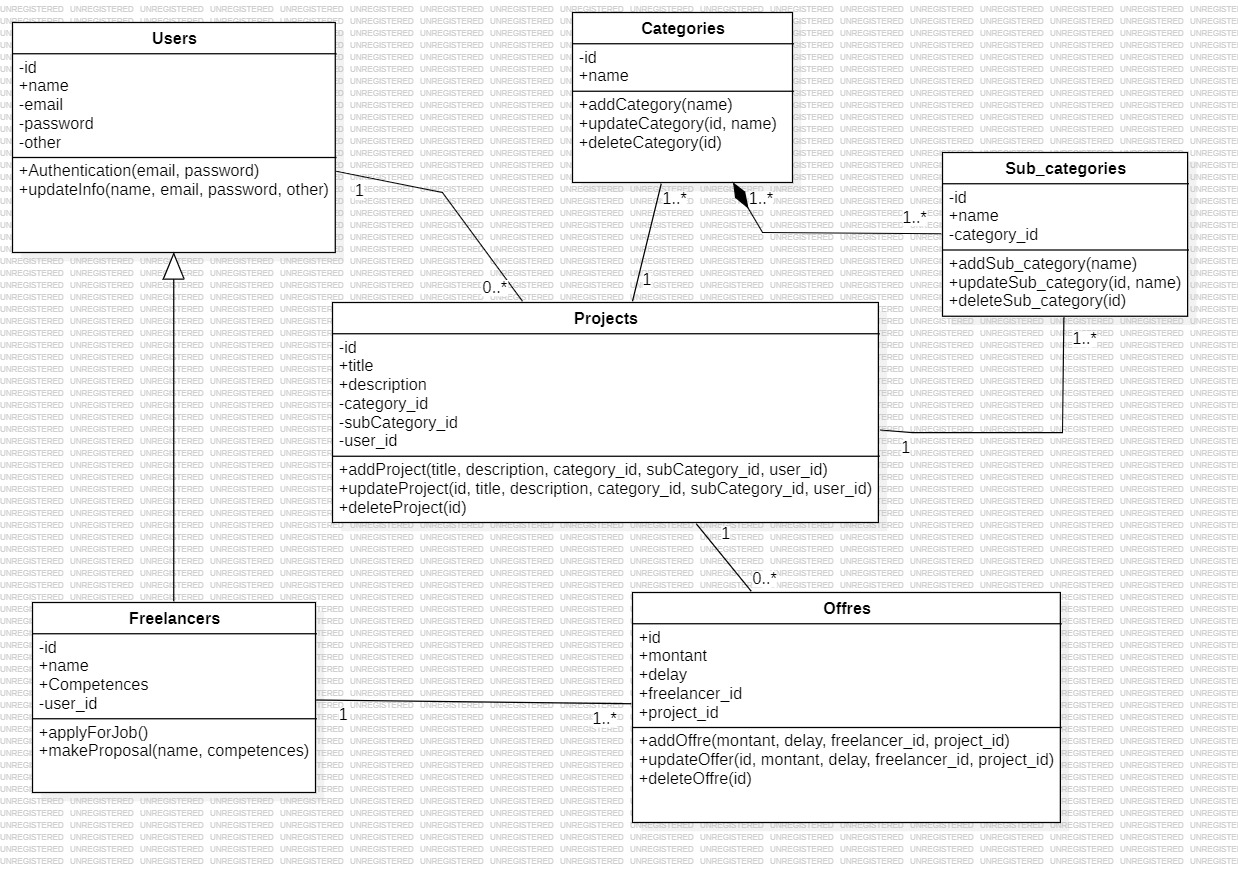 Users
-id
+name
-email
-password
-other
+Authentication(email, password)
+updateInfo(name, email, password, other)
1
0..*
Categories
-id
+name
+addCategory(name)
+updateCategory(id, name)
+deleteCategory(id)
1..*
1
1..*
1..*
Sub_categories
-id
+name
-category_id
+addSub_category(name)
+updateSub_category(id, name)
+deleteSub_category(id)
1..*
1
Projects
-id
+title
+description
-category_id
-subCategory_id
-user_id
+addProject(title, description, category_id, subCategory_id, user_id)
+updateProject(id, title, description, category_id, subCategory_id, user_id)
+deleteProject(id)
1
0..*
Freelancers
-id
+name
+Competences
-user_id
+applyForJob()
+makeProposal(name, competences)
1
1..*
Offres
+id
+montant
+delay
+freelancer_id
+project_id
+addOffre(montant, delay, freelancer_id, project_id)
+updateOffer(id, montant, delay, freelancer_id, project_id)
+deleteOffre(id)
UNREGISTERED